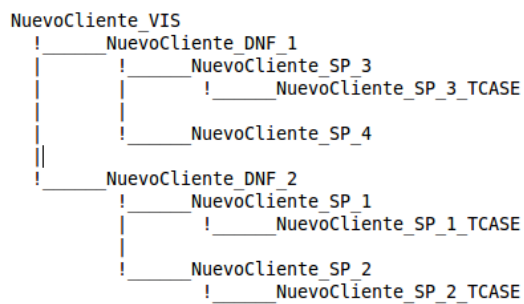 NuevoCliente_VIS
!______NuevoCliente_DNF_1
| !______NuevoCliente_SP_3
| | !______NuevoCliente_SP_3_TCASE
| |
| !______NuevoCliente_SP_4
|
!______NuevoCliente_DNF_2
!______NuevoCliente_SP_1
| !______NuevoCliente_SP_1_TCASE
|
!______NuevoCliente_SP_2
!______NuevoCliente_SP_2_TCASE